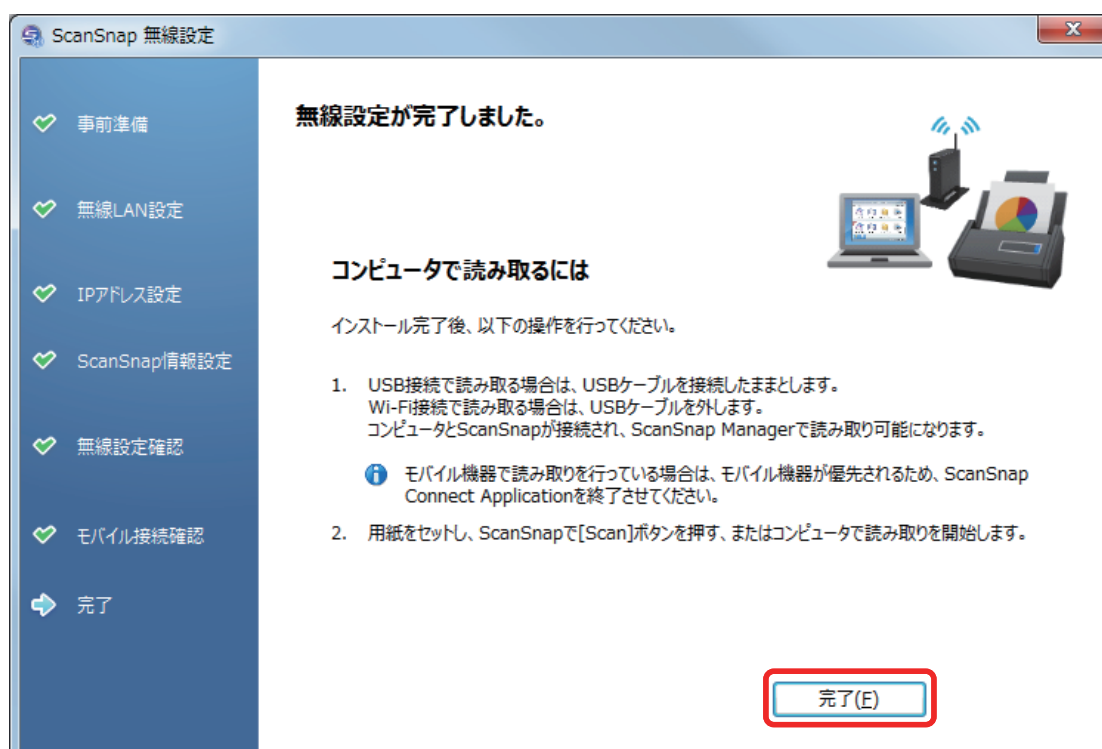 ScanSnap 無線設定
事前準備
無線LAN設定
IPアドレス設定
ScanSnap情報設定
無線設定確認
モバイル接続確認
完了
無線設定が完了しました。
コンピュータで読み取るには
インストール完了後、以下の操作を行ってください。
1. USB接続で読み取る場合は、USBケーブルを接続したままとします。
Wi-Fi接続で読み取る場合は、USBケーブルを外します。
コンピュータとScanSnapが接続され、ScanSnap Managerで読み取り可能になります。
モバイル機器で読み取りを行っている場合は、モバイル機器が優先されるため、ScanSnap
Connect Applicationを終了させてください。
2. 用紙をセットし、ScanSnapで[Scan]ボタンを押す、またはコンピュータで読み取りを開始します。
完了(F)